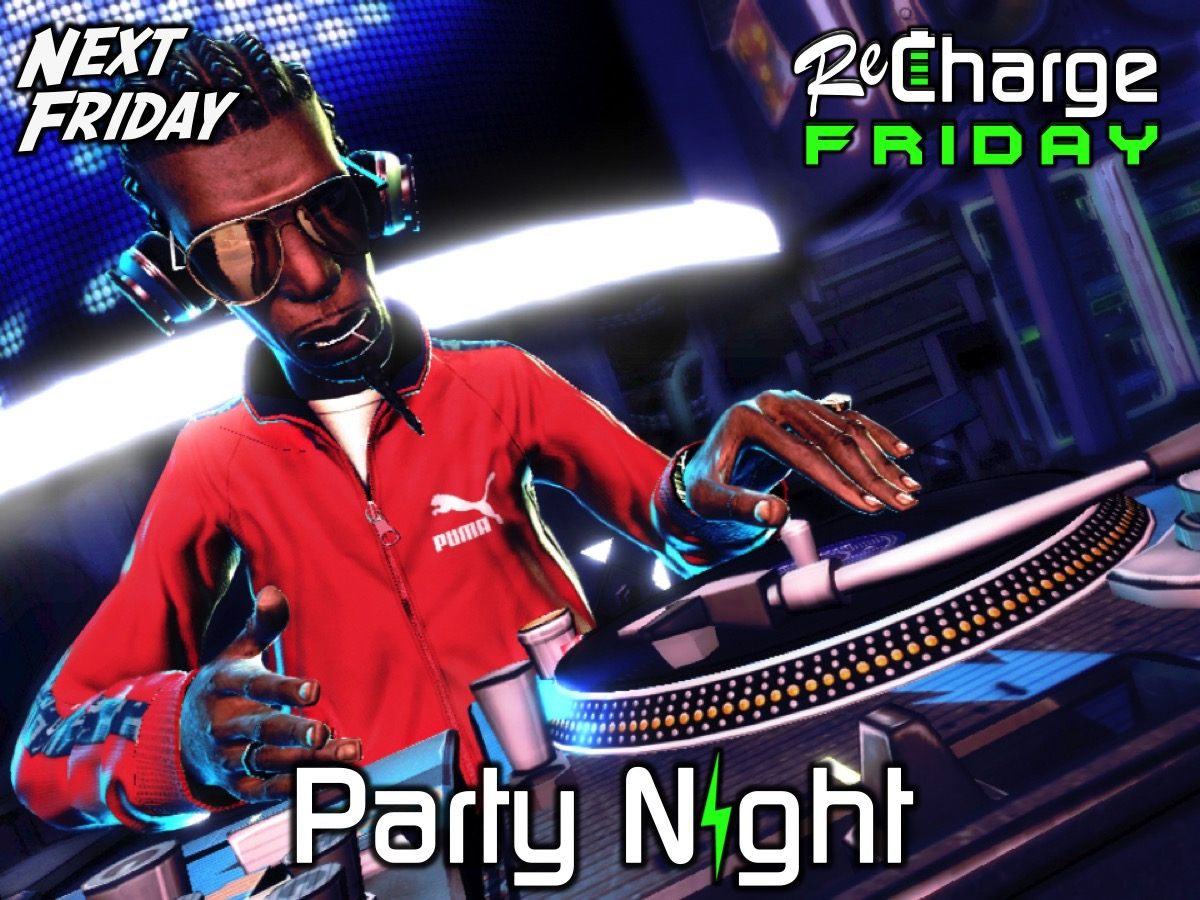 NEXT
FRIDAY
ReCharge
FRIDAY
PUMA
Party Night